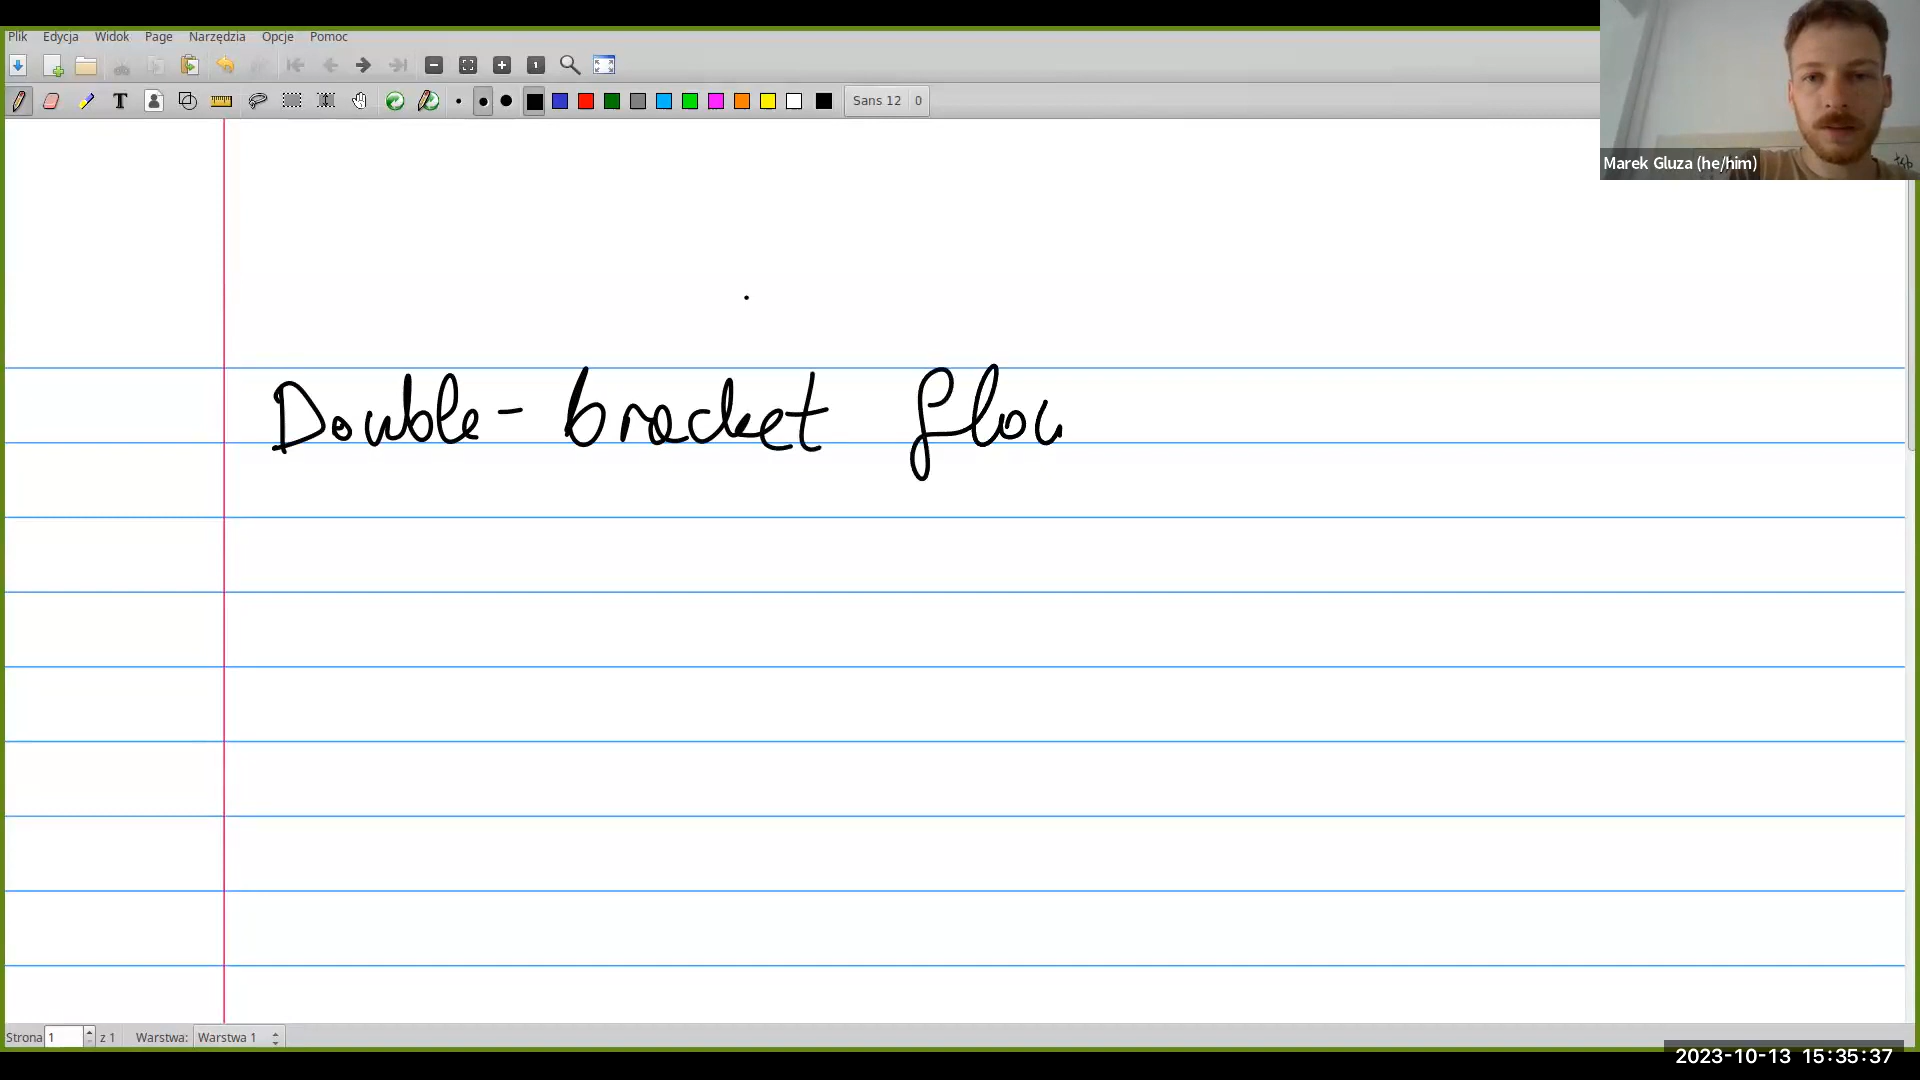 Plik Edycja Widok Page Narzędzia Opcje Pomoc
Sans 12 0
Marek Gluza (he/him)
Double-bracket flou
Strona 1 z 1 Warstwa: Warstwa 1
2023-10-13 15:35:37